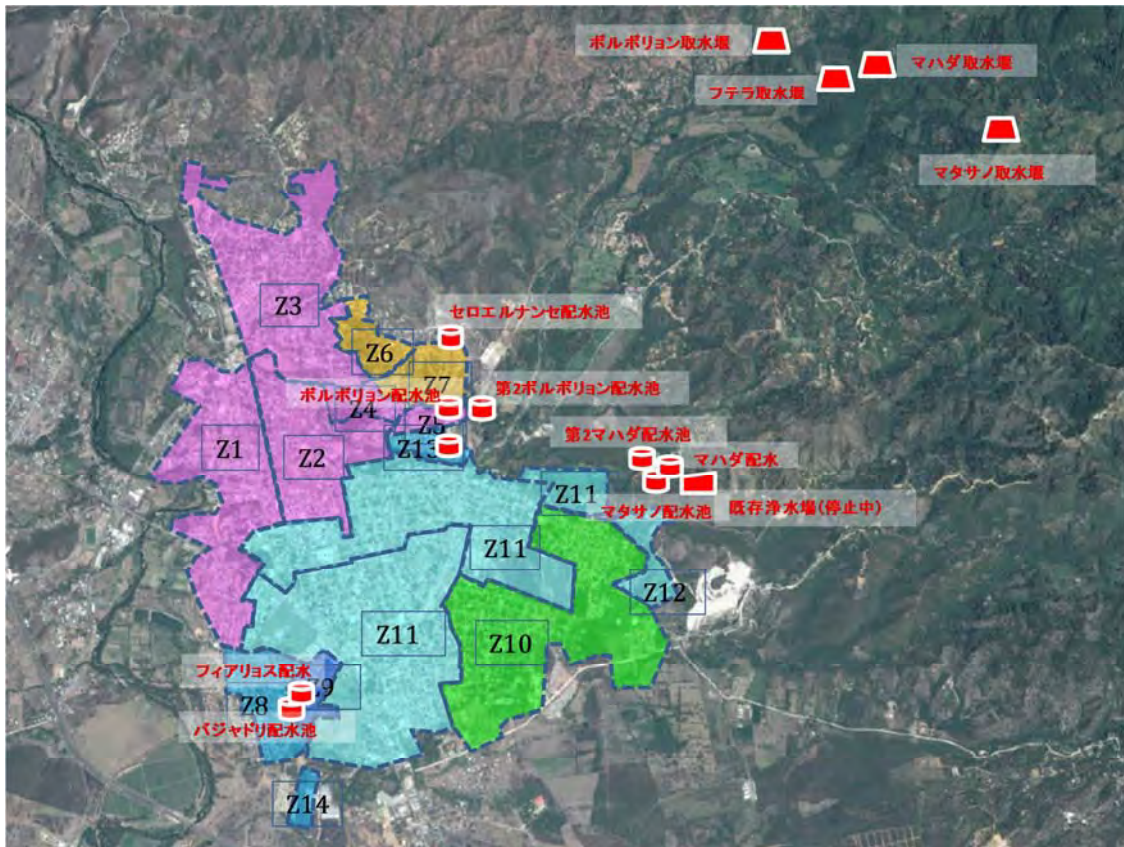 ボルボリョン取水堰
マハダ取水堰
フテラ取水堰
マタサノ取水堰
Z3
セロエルナンセ配水池
Z6
Z7
ボルボリョン配水池
第2ボルボリョン配水池
Z4
Z5
Z1
Z2
Z13
第2マハダ配水池
マハダ配水
Z11
マタサノ配水池
既存浄水場(停止中)
Z11
Z12
Z11
Z10
フィアリョス配水
Z9
Z8
バジャドリ配水池
Z14